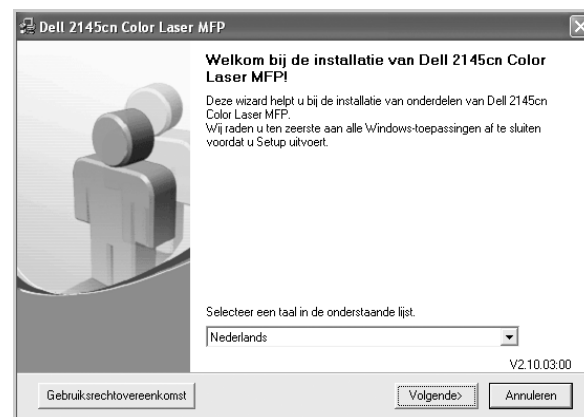 Dell 2145cn Color Laser MFP
Welkom bij de installatie van Dell 2145cn Color
Laser MFP!
Deze wizard helpt u bij de installatie van onderdelen van Dell 2145cn
Color Laser MFP.
Wij raden u ten zeerste aan alle Windows-toepassingen af te sluiten
voordat u Setup uitvoert.
Selecteer een taal in de onderstaande lijst.
Nederlands
V2.10.03:00
Gebruiksrechtovereenkomst
Volgende>
Annuleren